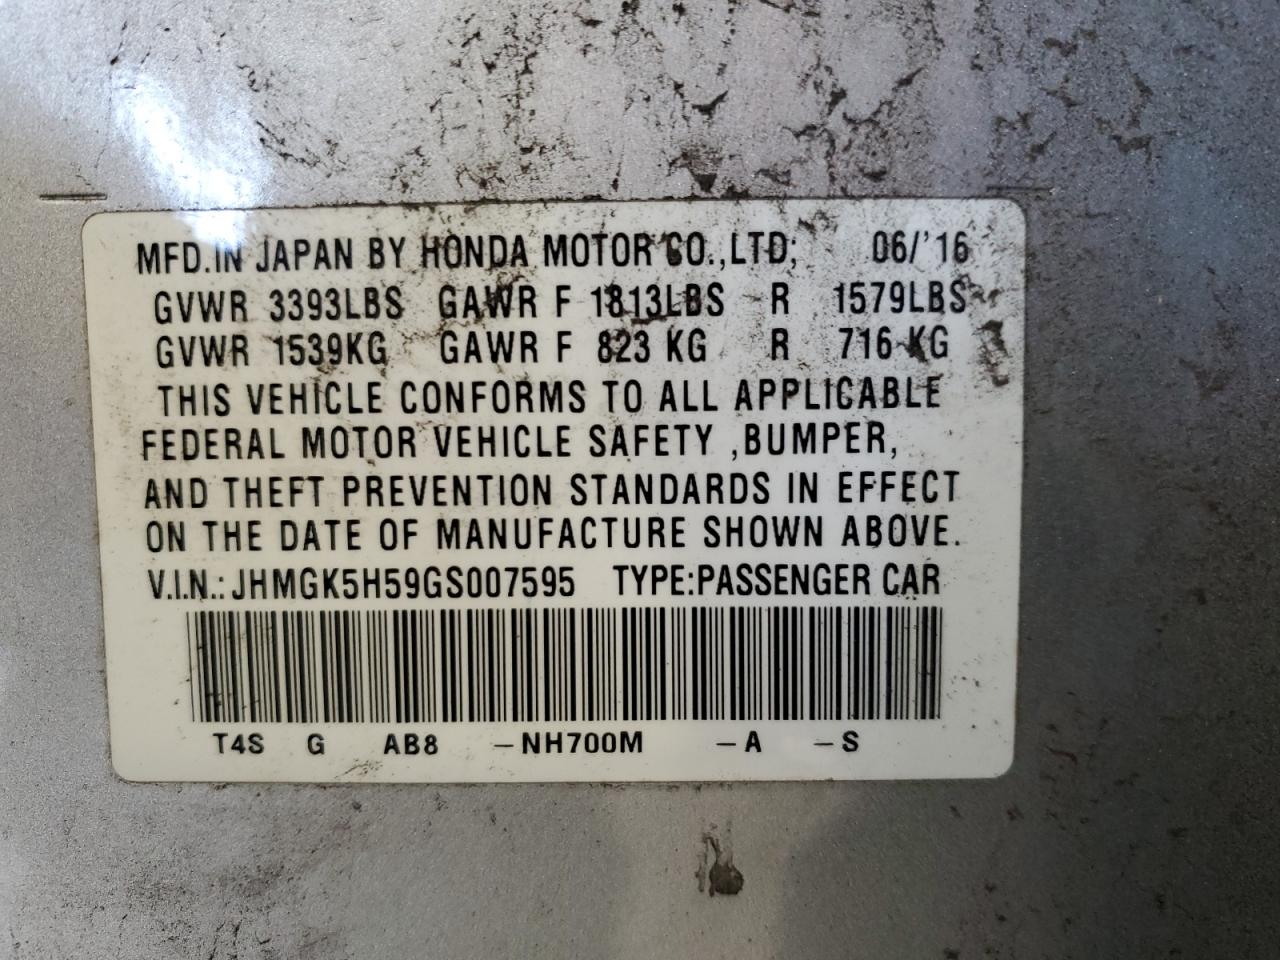 MFD.IN JAPAN BY HONDA MOTOR CO.,LTD; 06/'16
GVWR 3393LBS GAWR F 1813LBS R 1579LBS
GVWR 1539KG GAWR F 823 KG R 716 KG
THIS VEHICLE CONFORMS TO ALL APPLICABLE
FEDERAL MOTOR VEHICLE SAFETY ,BUMPER,
AND THEFT PREVENTION STANDARDS IN EFFECT
ON THE DATE OF MANUFACTURE SHOWN ABOVE.
V.I.N.:JHMGK5H59GS007595 TYPE:PASSENGER CAR
T4S G AB8 -NH700M -A -S